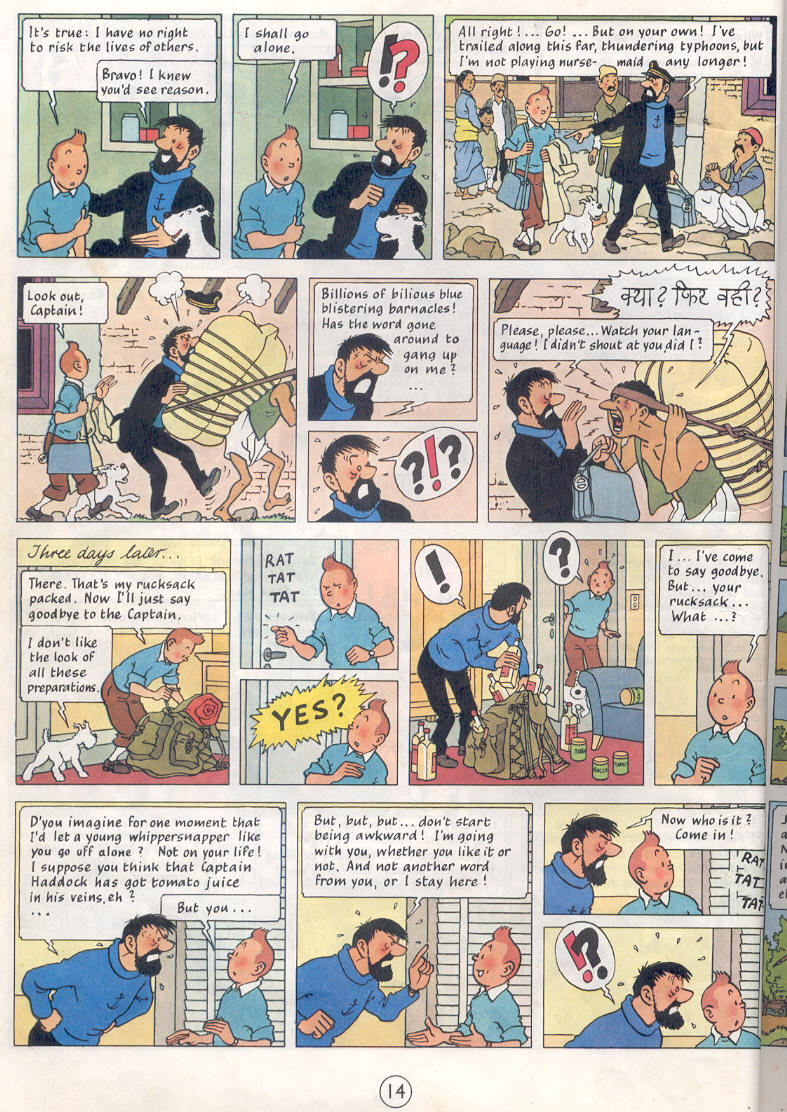 It's true: I have no right
to risk the lives of others.
Bravo! I knew
you'd see reason.
I shall go
alone.
!?
All right!... Go!... But on your own! I've
trailed along this far, thundering typhoons, but
I'm not playing nurse- maid any longer!
Look out,
Captain!
Billions of bilious blue
blistering barnacles!
Has the word gone
around to
gang up
on me?
...
?!?
क्या? फिर वही?
Please, please... Watch your lan-
guage! I didn't shout at you, did I?
Three days later...
There. That's my rucksack
packed. Now I'll just say
goodbye to the Captain.
I don't like
the look of
all these
preparations.
RAT
TAT
TAT
YES?
!
?
TOBA
BACCO
TOBACCO
I... I've come
to say goodbye.
But... your
rucksack...
What ...?
D'you imagine for one moment that
I'd let a young whippersnapper like
you go off alone? Not on your life!
I suppose you think that Captain
Haddock has got tomato juice
in his veins, eh?
...
But you...
But, but, but... don't start
being awkward! I'm going
with you, whether you like it or
not. And not another word
from you, or I stay here!
Now who is it?
Come in!
RAT
TAT
TAT
!?
14